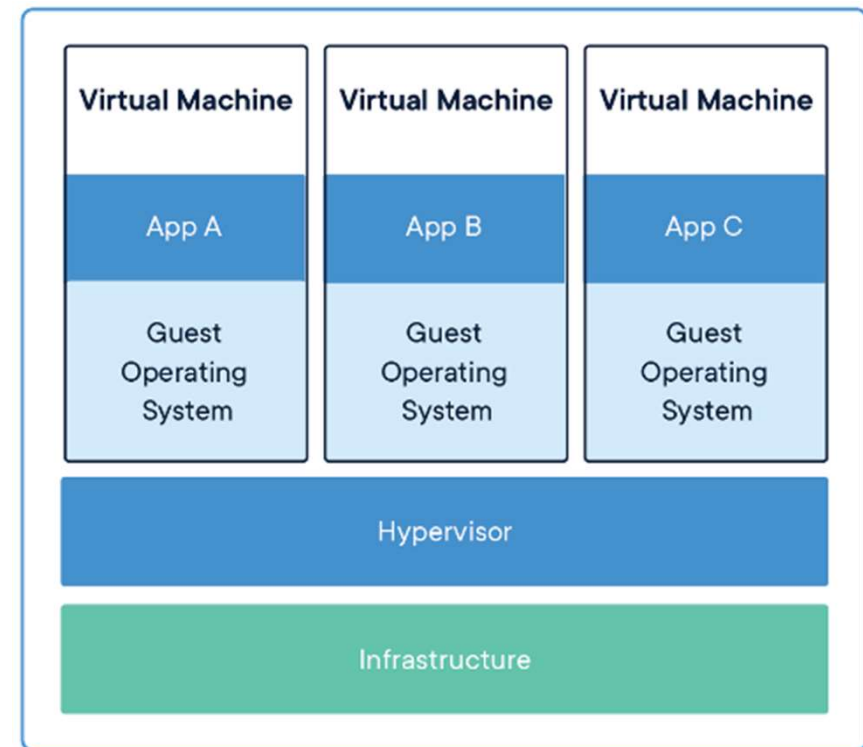 Virtual Machine
Virtual Machine
Virtual Machine
App A
App B
App C
Guest
Operating
System
Guest
Operating
System
Guest
Operating
System
Hypervisor
Infrastructure